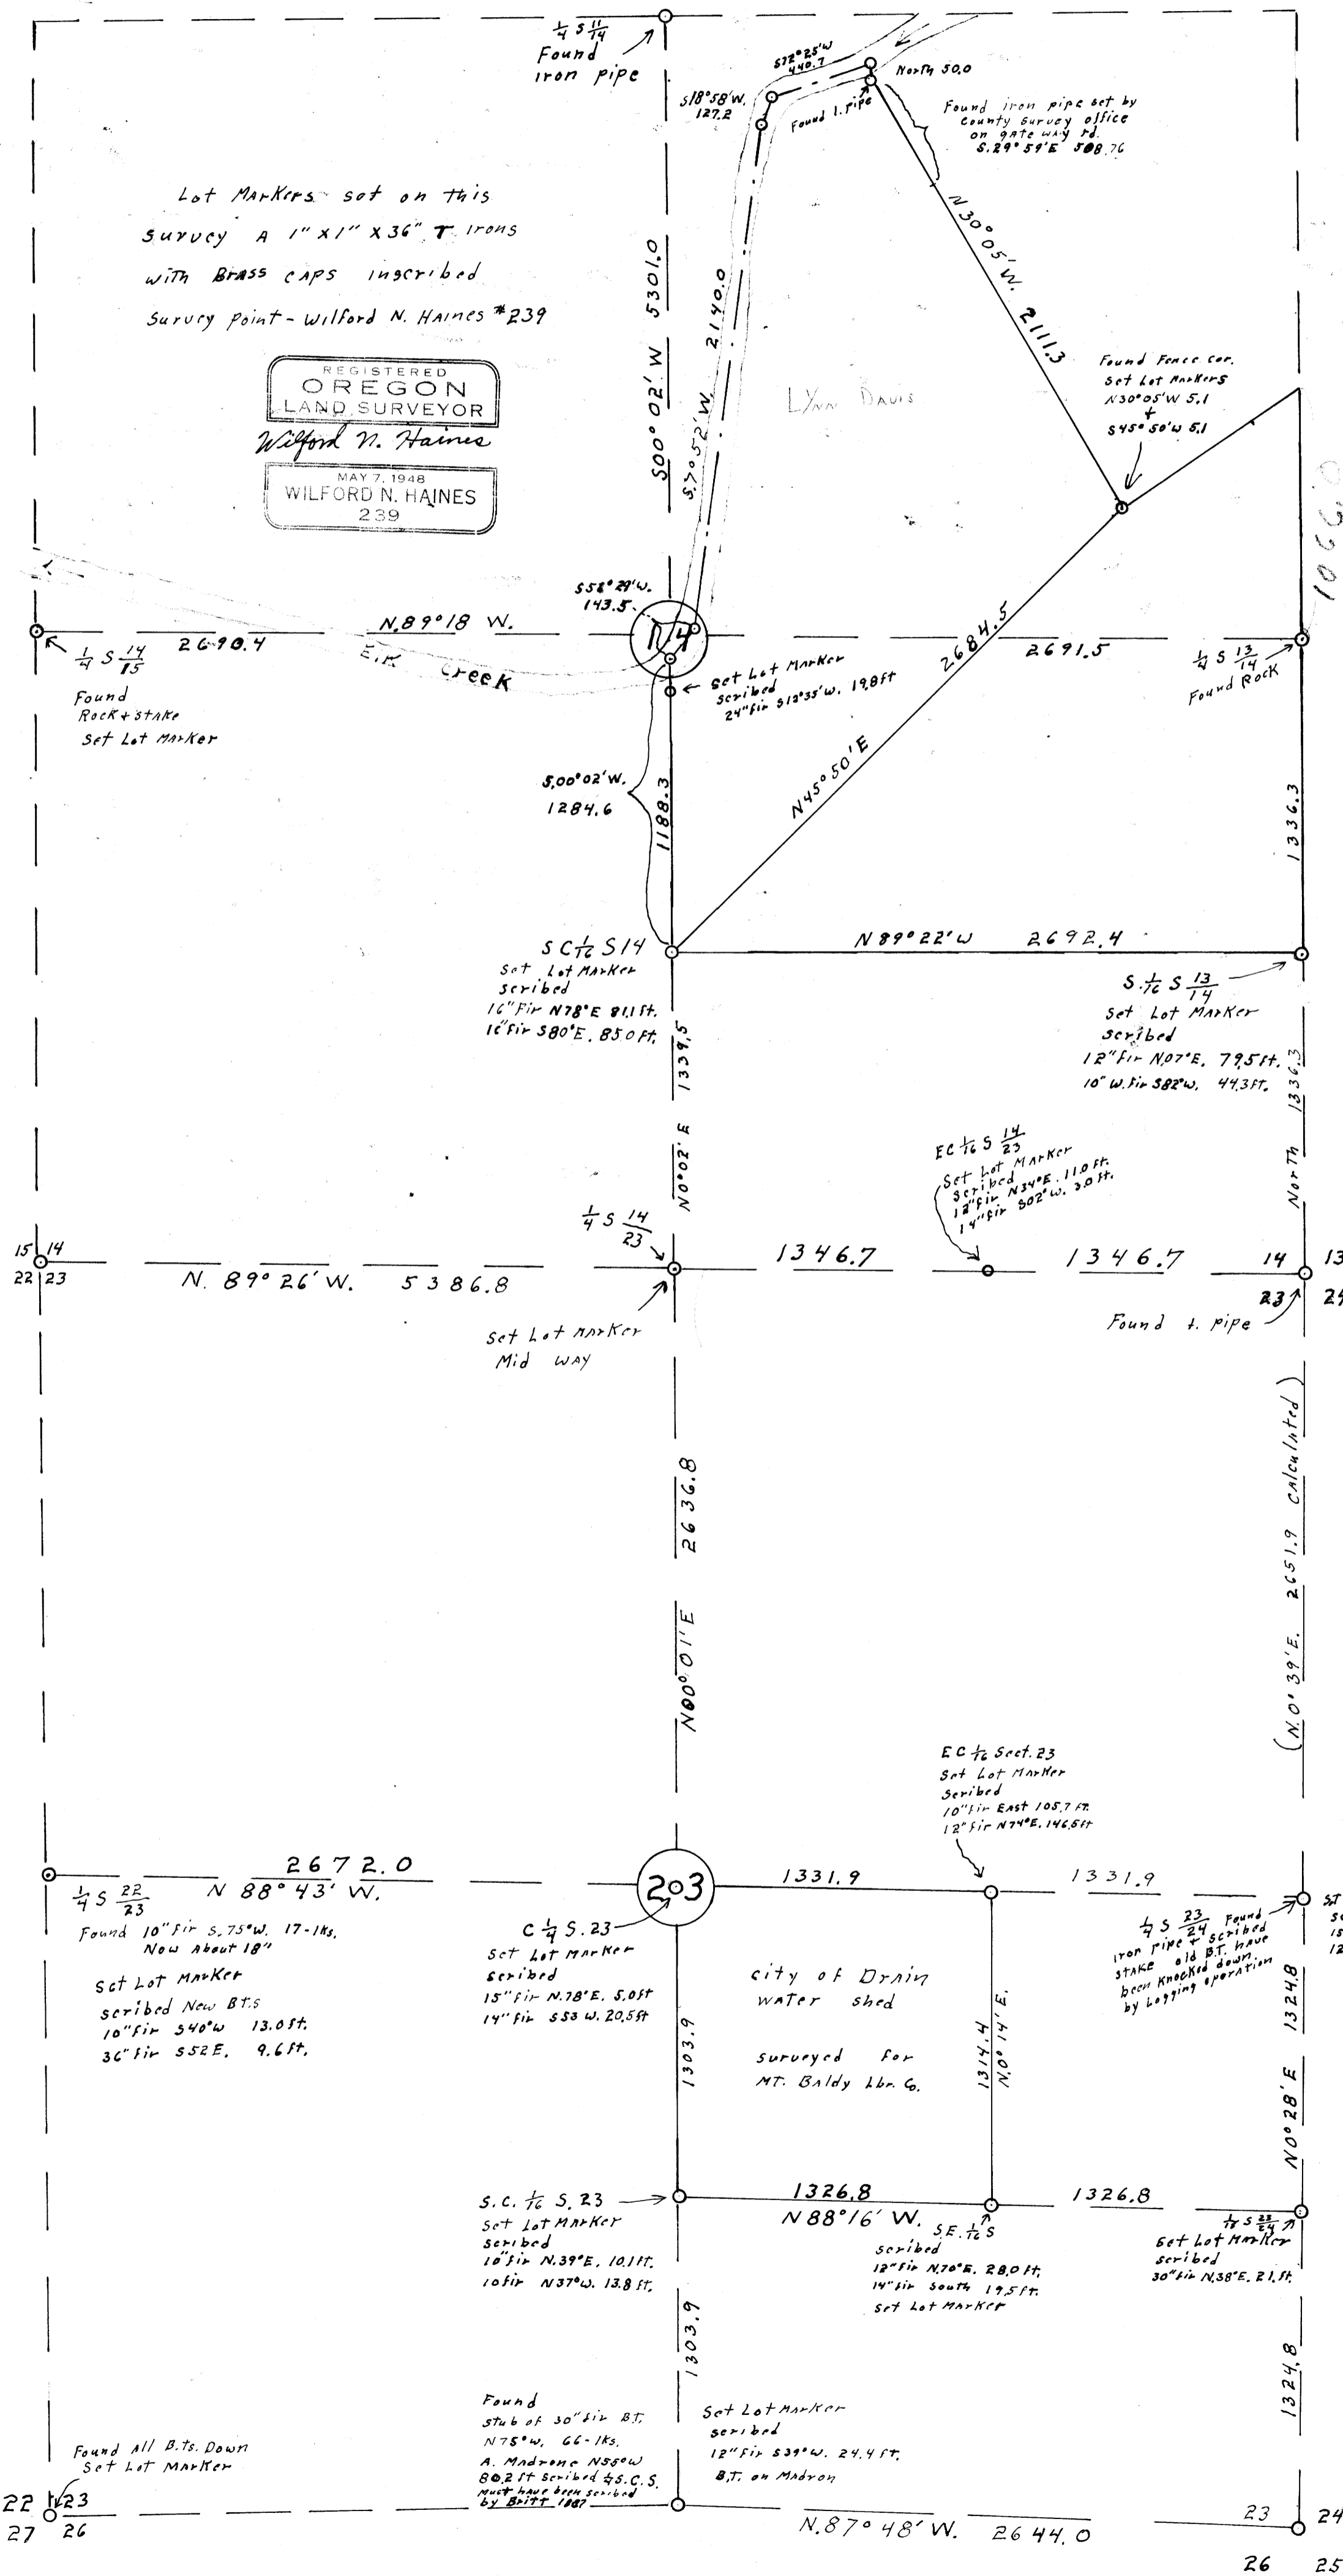 1/4 S 11/14
Found
iron pipe
S72°25'W
440.7
North 50.0
S18°58'W.
127.2
Found I. pipe
Found iron pipe set by
County Survey office
on gate way rd.
S.29°59'E 508.76
Lot Markers set on this
survey A 1" X 1" X 36" T irons
with Brass caps inscribed
Survey point - Wilford N. Haines #239
REGISTERED
OREGON
LAND SURVEYOR
Wilford N. Haines
MAY 7, 1948
WILFORD N. HAINES
239
S00°02'W 5301.0
S.7°52'W. 2140.0
N30°05'W. 2111.3
Lynn Davis
Found Fence cor.
Set Lot Markers
N30°05'W 5.1
+
S45°50'W 5.1
1066.0
S58°29'W.
143.5
N.89°18 W.
2690.4
1/4 S 14/15
Found
Rock + stake
Set Lot Marker
Elk Creek
14
Set Lot Marker
scribed
24" fir S12°35'W. 19.8 ft
2684.5
N45°50'E
2691.5
1/4 S 13/14
Found Rock
S.00°02'W.
1284.6
1188.3
1336.3
S C 1/16 S 14
Set Lot Marker
scribed
16" Fir N78°E 81.1 ft.
16" fir S80°E. 85.0 ft.
N 89°22'W 2692.4
S. 1/16 S 13/14
Set Lot Marker
scribed
12" fir N.07°E. 79.5 ft.
10" W. Fir S82°W. 44.3 ft.
N0°02'E 1339.5
North 1336.3
EC 1/16 S 14/23
Set Lot Marker
scribed
12" fir N34°E. 11.0 ft.
14" fir S02°W. 3.0 ft.
1/4 S 14/23
15 14
22 23
N. 89°26'W. 5386.8
1346.7
1346.7
14 13
23 24
Set Lot Marker
Mid way
Found I. pipe
N00°01'E 2636.8
(N.0°39'E. 2651.9 Calculated)
EC 1/16 Sect. 23
Set Lot Marker
scribed
10" fir East 105.7 ft.
12" fir N74°E. 146.5 ft
2672.0
N 88°43' W.
1/4 S 22/23
Found 10" fir S.75°W. 17-lks.
Now About 18"
Set Lot Marker
scribed New B.T.s
10" fir S40°W 13.0 ft.
36" fir S52E. 9.6 ft.
203
C 1/4 S. 23
Set Lot Marker
scribed
15" fir N.78°E. 5.0 ft
14" fir S53 W. 20.5 ft
1331.9
1331.9
1/4 S 23/24 Found
iron Pipe + scribed
stake old B.T. have
been knocked down
by Logging operation
City of Drain
water shed
surveyed for
MT. Baldy Lbr. Co.
1303.9
1314.4
N.0°14'E.
N0°28'E 1324.8
S.C. 1/16 S. 23
Set Lot Marker
scribed
10" fir N.39°E. 10.1 ft.
10 fir N37°W. 13.8 ft.
1326.8
N 88°16' W.
1326.8
S.E. 1/16 S
scribed
12" fir N.70°E. 28.0 ft.
14" fir South 19.5 ft.
Set Lot Marker
1/16 S 23/24
Set Lot Marker
scribed
30" fir N.38°E. 21. ft.
1303.9
1324.8
Found
stub of 30" fir B.T.
N75°W. 66-lks.
A. Madrone N55°W
80.2 ft scribed 1/4 S.C.S.
Must have been scribed
by Britt 1887
Set Lot Marker
scribed
12" fir S39°W. 24.4 ft.
B.T. on Madron
Found All B.Ts. Down
Set Lot Marker
22 23
27 26
N.87°48'W. 2644.0
23 24
26 25